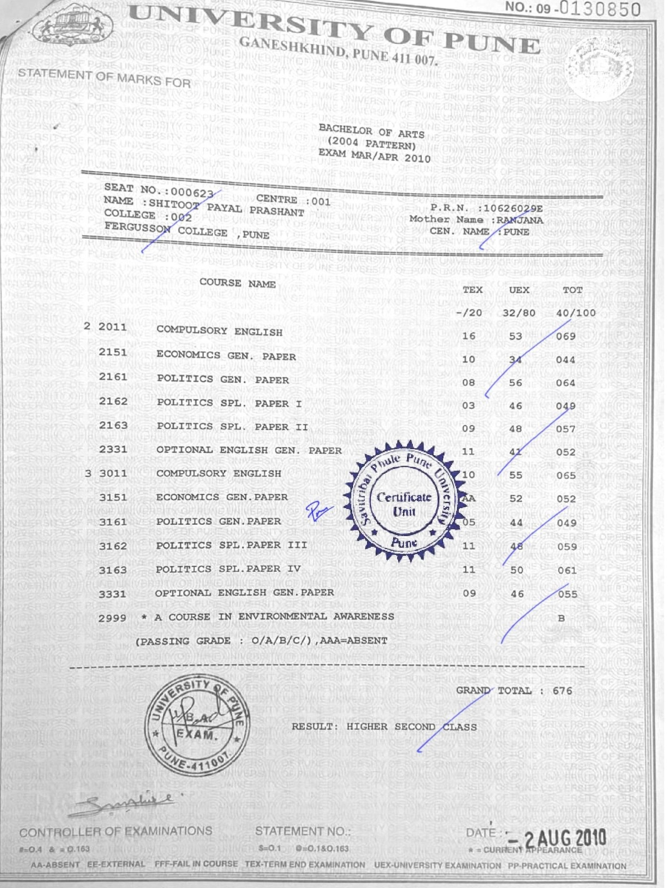 NO.: 09 -0130850
UNIVERSITY OF PUNE
GANESHKHIND, PUNE 411 007.
STATEMENT OF MARKS FOR
BACHELOR OF ARTS
(2004 PATTERN)
EXAM MAR/APR 2010
SEAT NO.:000623 CENTRE :001
NAME :SHITOOT PAYAL PRASHANT P.R.N. :10626029E
COLLEGE :002 Mother Name :RANJANA
FERGUSSON COLLEGE ,PUNE CEN. NAME :PUNE
COURSE NAME TEX UEX TOT
-/20 32/80 40/100
2 2011 COMPULSORY ENGLISH 16 53 069
2151 ECONOMICS GEN. PAPER 10 34 044
2161 POLITICS GEN. PAPER 08 56 064
2162 POLITICS SPL. PAPER I 03 46 049
2163 POLITICS SPL. PAPER II 09 48 057
2331 OPTIONAL ENGLISH GEN. PAPER 11 41 052
3 3011 COMPULSORY ENGLISH 10 55 065
3151 ECONOMICS GEN.PAPER AA 52 052
3161 POLITICS GEN.PAPER 05 44 049
3162 POLITICS SPL.PAPER III 11 48 059
3163 POLITICS SPL.PAPER IV 11 50 061
3331 OPTIONAL ENGLISH GEN.PAPER 09 46 055
2999 * A COURSE IN ENVIRONMENTAL AWARENESS B
(PASSING GRADE : O/A/B/C/),AAA=ABSENT
Savitribai Phule Pune University
Certificate
Unit
Pune
GRAND TOTAL : 676
RESULT: HIGHER SECOND CLASS
UNIVERSITY OF PUNE
EXAM.
PUNE-411007.
CONTROLLER OF EXAMINATIONS STATEMENT NO.: DATE : - 2 AUG 2010
#=0.4 & = 0.163 $=0.1 @=0.1&0.163 * = CURRENT APPEARANCE
AA-ABSENT EE-EXTERNAL FFF-FAIL IN COURSE TEX-TERM END EXAMINATION UEX-UNIVERSITY EXAMINATION PP-PRACTICAL EXAMINATION